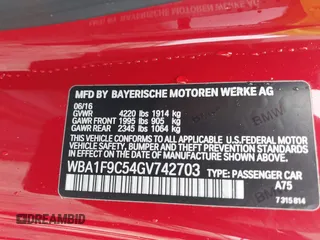 MFD BY BAYERISCHE MOTOREN WERKE AG
06/16
GVWR 4220 lbs 1914 kg
GAWR FRONT 1995 lbs 905 kg
GAWR REAR 2345 lbs 1064 kg
THIS VEHICLE CONFORMS TO ALL APPLICABLE U.S.
FEDERAL MOTOR VEHICLE SAFETY, BUMPER, AND
THEFT PREVENTION STANDARDS IN EFFECT ON THE
DATE OF MANUFACTURE SHOWN ABOVE.
WBA1F9C54GV742703 TYPE: PASSENGER CAR
A75
7 315 814
DREAMBID